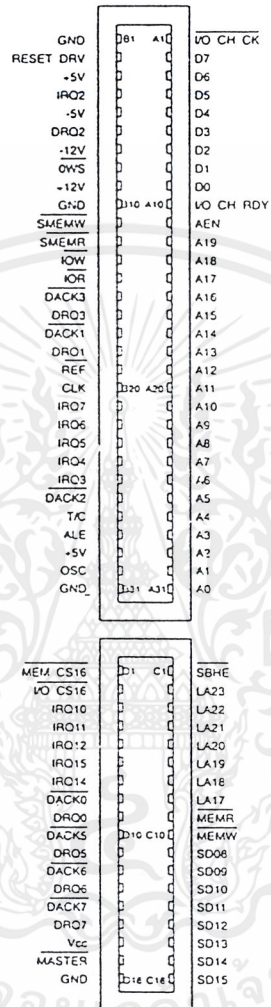 GND B1 A1 I/O CH CK
RESET DRV D7
+5V D6
IRQ2 D5
-5V D4
DRQ2 D3
-12V D2
0WS D1
+12V D0
GND B10 A10 I/O CH RDY
SMEMW AEN
SMEMR A19
IOW A18
IOR A17
DACK3 A16
DRQ3 A15
DACK1 A14
DRQ1 A13
REF A12
CLK B20 A20 A11
IRQ7 A10
IRQ6 A9
IRQ5 A8
IRQ4 A7
IRQ3 A6
DACK2 A5
T/C A4
ALE A3
+5V A2
OSC A1
GND B31 A31 A0
MEM CS16 D1 C1 SBHE
I/O CS16 LA23
IRQ10 LA22
IRQ11 LA21
IRQ12 LA20
IRQ15 LA19
IRQ14 LA18
DACK0 LA17
DRQ0 MEMR
DACK5 D10 C10 MEMW
DRQ5 SD08
DACK6 SD09
DRQ6 SD10
DACK7 SD11
DRQ7 SD12
Vcc SD13
MASTER SD14
GND D18 C18 SD15